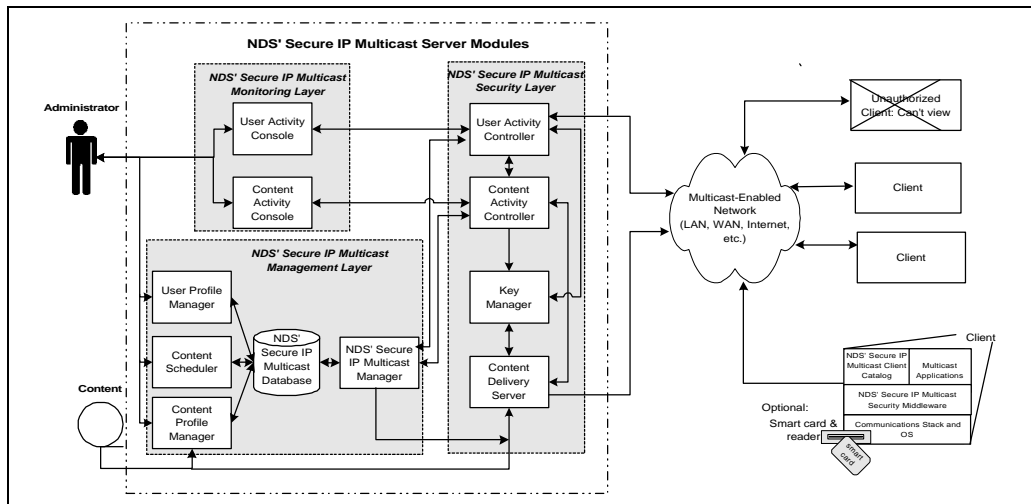 NDS' Secure IP Multicast Server Modules
NDS' Secure IP Multicast
Monitoring Layer
User Activity
Console
Content
Activity
Console
NDS' Secure IP Multicast
Security Layer
User Activity
Controller
Content
Activity
Controller
Key
Manager
Content
Delivery
Server
NDS' Secure IP Multicast
Management Layer
User Profile
Manager
Content
Scheduler
Content
Profile
Manager
NDS'
Secure IP
Multicast
Database
NDS' Secure
IP Multicast
Manager
Administrator
Content
Multicast-Enabled
Network
(LAN, WAN, Internet,
etc.)
Unauthorized
Client: Can't view
Client
Client
Client
NDS' Secure IP
Multicast Client
Catalog
Multicast
Applications
NDS' Secure IP Multicast
Security Middleware
Communications Stack and
OS
Optional:
Smart card &
reader
smart
card